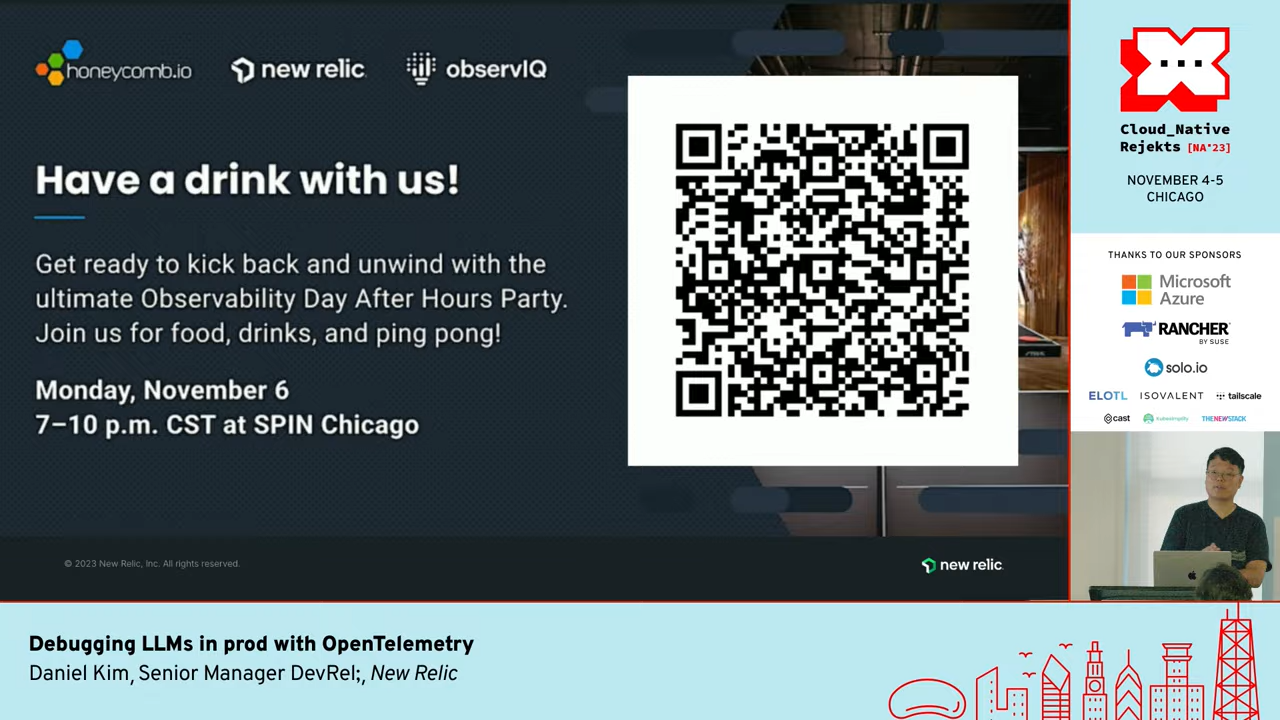 honeycomb.io
new relic
observIQ
Have a drink with us!
Get ready to kick back and unwind with the
ultimate Observability Day After Hours Party.
Join us for food, drinks, and ping pong!
Monday, November 6
7–10 p.m. CST at SPIN Chicago
© 2023 New Relic, Inc. All rights reserved.
new relic
Cloud_Native
Rejekts [NA'23]
NOVEMBER 4-5
CHICAGO
THANKS TO OUR SPONSORS
Microsoft
Azure
RANCHER
BY SUSE
solo.io
ELOTL
ISOVALENT
tailscale
cast
Kubesimplify
THENEWSTACK
Debugging LLMs in prod with OpenTelemetry
Daniel Kim, Senior Manager DevRel;, New Relic